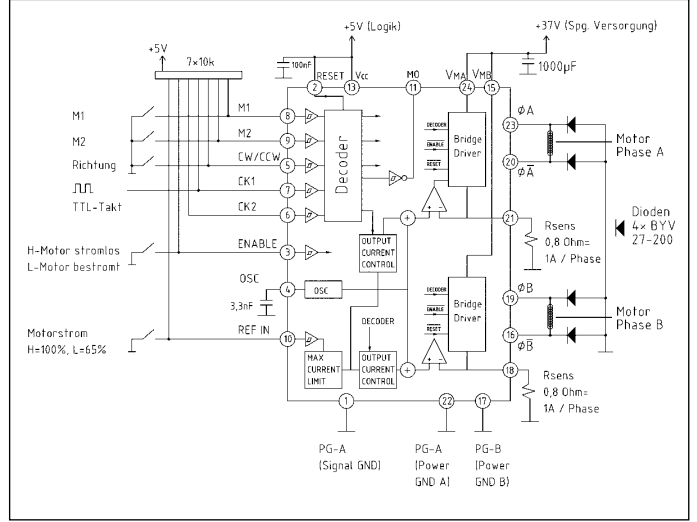 +5V (Logik)
+37V (Spg. Versorgung)
+5V
7×10k
100nF
1000µF
RESET
Vcc
MO
VMA
VMB
2
13
11
24
15
M1
M1
8
M2
M2
9
Richtung
CW/CCW
5
TTL-Takt
CK1
7
CK2
6
Decoder
DECODER
ENABLE
RESET
Bridge
Driver
23
ØA
20
ØA̅
Motor
Phase A
H-Motor stromlos
L-Motor bestromt
ENABLE
3
OUTPUT
CURRENT
CONTROL
+
+ -
21
Rsens
0,8 Ohm=
1A / Phase
Dioden
4× BYV
27-200
OSC
4
OSC
3,3nF
DECODER
ENABLE
RESET
Bridge
Driver
19
ØB
16
ØB̅
Motor
Phase B
Motorstrom
H=100%, L=65%
REF IN
10
DECODER
MAX
CURRENT
LIMIT
OUTPUT
CURRENT
CONTROL
+
+ -
18
Rsens
0,8 Ohm=
1A / Phase
1
22
17
PG-A
(Signal GND)
PG-A
(Power
GND A)
PG-B
(Power
GND B)